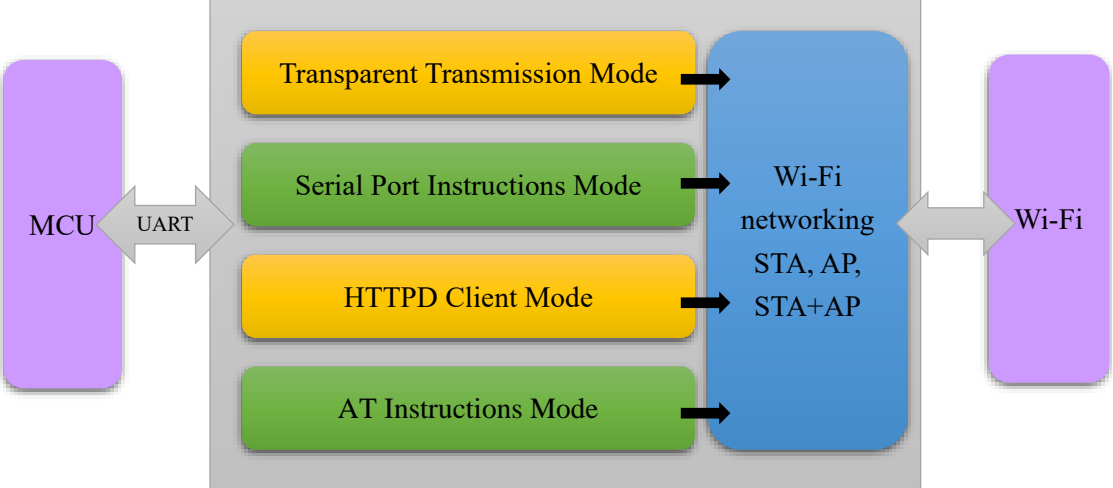 Transparent Transmission Mode
Serial Port Instructions Mode
HTTPD Client Mode
AT Instructions Mode
MCU
UART
Wi-Fi
networking
STA, AP,
STA+AP
Wi-Fi